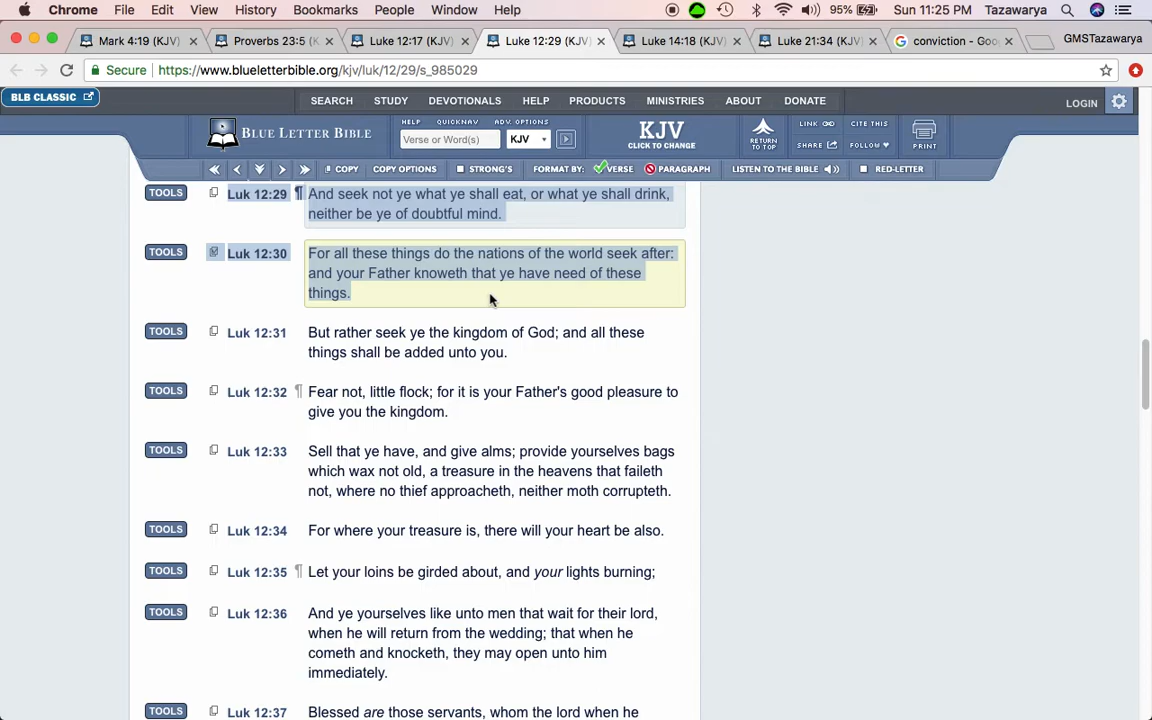 Chrome File Edit View History Bookmarks People Window Help 95% Sun 11:25 PM Tazawarya
Mark 4:19 (KJV) Proverbs 23:5 ( Luke 12:17 (KJV) Luke 12:29 (KJV Luke 14:18 (KJV) Luke 21:34 (KJV) conviction - Goo GMSTazawarya
Secure https://www.blueletterbible.org/kjv/luk/12/29/s_985029
BLB CLASSIC SEARCH STUDY DEVOTIONALS HELP PRODUCTS MINISTRIES ABOUT DONATE LOGIN
HELP QUICKNAV ADV. OPTIONS
BLUE LETTER BIBLE Verse or Word(s) KJV
KJV
CLICK TO CHANGE
RETURN
TO TOP
LINK CITE THIS
SHARE FOLLOW
PRINT
COPY COPY OPTIONS STRONG'S FORMAT BY: VERSE PARAGRAPH LISTEN TO THE BIBLE RED-LETTER
TOOLS Luk 12:29 ¶ And seek not ye what ye shall eat, or what ye shall drink,
neither be ye of doubtful mind.
TOOLS Luk 12:30 For all these things do the nations of the world seek after:
and your Father knoweth that ye have need of these
things.
TOOLS Luk 12:31 But rather seek ye the kingdom of God; and all these
things shall be added unto you.
TOOLS Luk 12:32 ¶ Fear not, little flock; for it is your Father's good pleasure to
give you the kingdom.
TOOLS Luk 12:33 Sell that ye have, and give alms; provide yourselves bags
which wax not old, a treasure in the heavens that faileth
not, where no thief approacheth, neither moth corrupteth.
TOOLS Luk 12:34 For where your treasure is, there will your heart be also.
TOOLS Luk 12:35 ¶ Let your loins be girded about, and your lights burning;
TOOLS Luk 12:36 And ye yourselves like unto men that wait for their lord,
when he will return from the wedding; that when he
cometh and knocketh, they may open unto him
immediately.
TOOLS Luk 12:37 Blessed are those servants, whom the lord when he